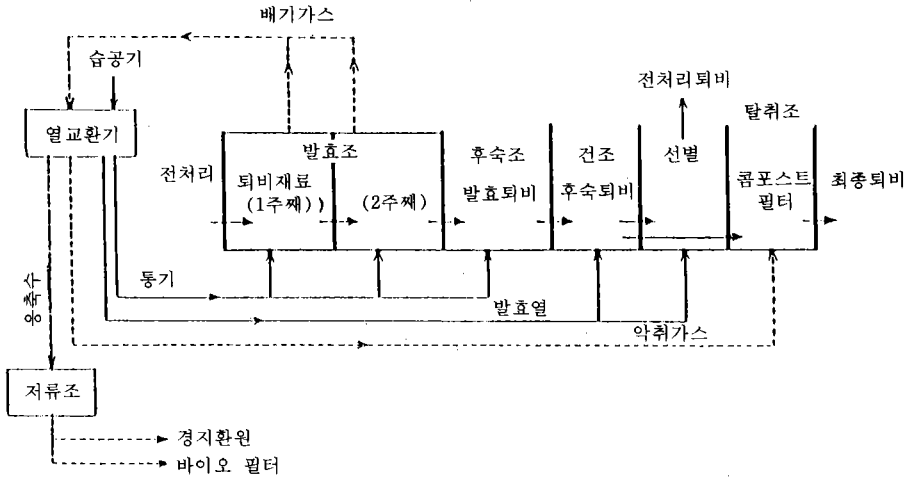 배기가스
습공기
전처리퇴비
탈취조
열교환기
발효조
후숙조
건조
선별
전처리
퇴비재료
(1주째))
(2주째)
발효퇴비
후숙퇴비
콤포스트
필터
최종퇴비
통기
발효열
악취가스
응축수
저류조
경지환원
바이오 필터